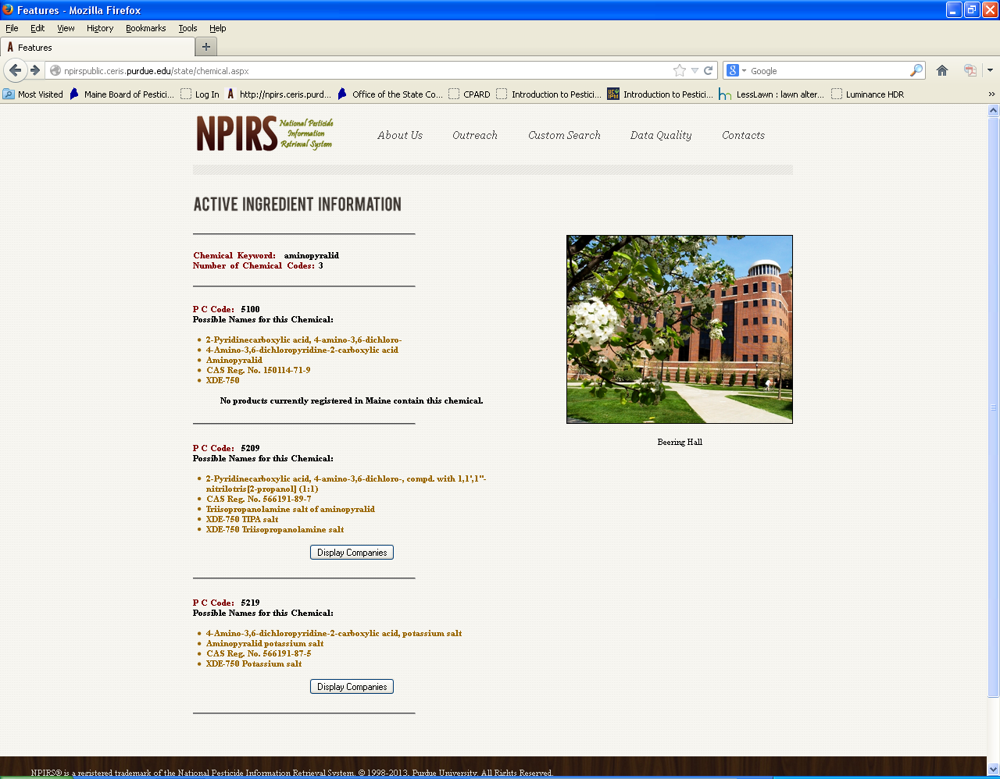 Features - Mozilla Firefox
File Edit View History Bookmarks Tools Help
Features
npirspublic.ceris.purdue.edu/state/chemical.aspx
Google
Most Visited Maine Board of Pestici... Log In http://npirs.ceris.purd... Office of the State Co... CPARD Introduction to Pestici... Introduction to Pestici... LessLawn : lawn alter... Luminance HDR
NPIRS National Pesticide
Information
Retrieval System
About Us Outreach Custom Search Data Quality Contacts
ACTIVE INGREDIENT INFORMATION
Chemical Keyword: aminopyralid
Number of Chemical Codes: 3
P C Code: 5100
Possible Names for this Chemical:
2-Pyridinecarboxylic acid, 4-amino-3,6-dichloro-
4-Amino-3,6-dichloropyridine-2-carboxylic acid
Aminopyralid
CAS Reg. No. 150114-71-9
XDE-750
No products currently registered in Maine contain this chemical.
Beering Hall
P C Code: 5209
Possible Names for this Chemical:
2-Pyridinecarboxylic acid, 4-amino-3,6-dichloro-, compd. with 1,1',1''-
nitrilotris[2-propanol] (1:1)
CAS Reg. No. 566191-89-7
Triisopropanolamine salt of aminopyralid
XDE-750 TIPA salt
XDE-750 Triisopropanolamine salt
Display Companies
P C Code: 5219
Possible Names for this Chemical:
4-Amino-3,6-dichloropyridine-2-carboxylic acid, potassium salt
Aminopyralid potassium salt
CAS Reg. No. 566191-87-5
XDE-750 Potassium salt
Display Companies
NPIRS® is a registered trademark of the National Pesticide Information Retrieval System. © 1998-2013. Purdue University. All Rights Reserved.